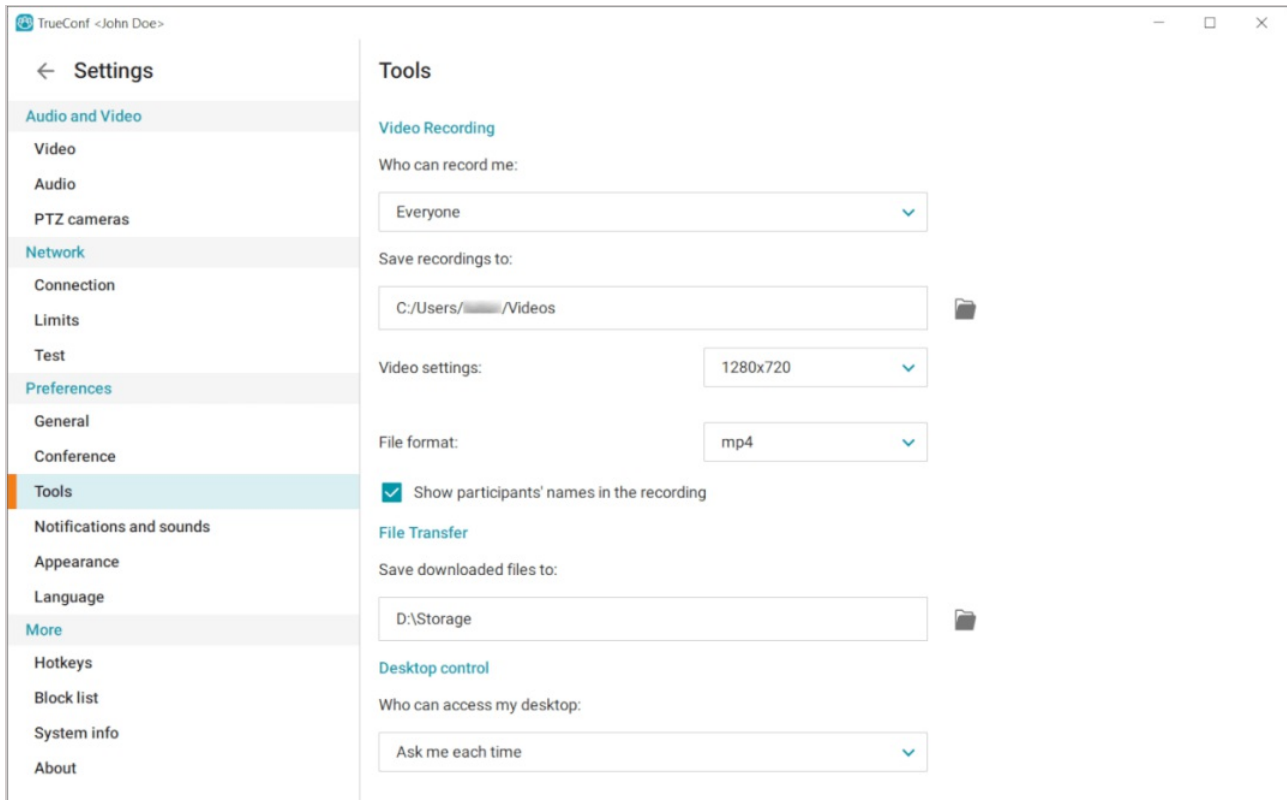 TrueConf <John Doe>
Settings
Audio and Video
Video
Audio
PTZ cameras
Network
Connection
Limits
Test
Preferences
General
Conference
Tools
Notifications and sounds
Appearance
Language
More
Hotkeys
Block list
System info
About
Tools
Video Recording
Who can record me:
Everyone
Save recordings to:
C:/Users/ /Videos
Video settings:
1280x720
File format:
mp4
Show participants' names in the recording
File Transfer
Save downloaded files to:
D:\Storage
Desktop control
Who can access my desktop:
Ask me each time